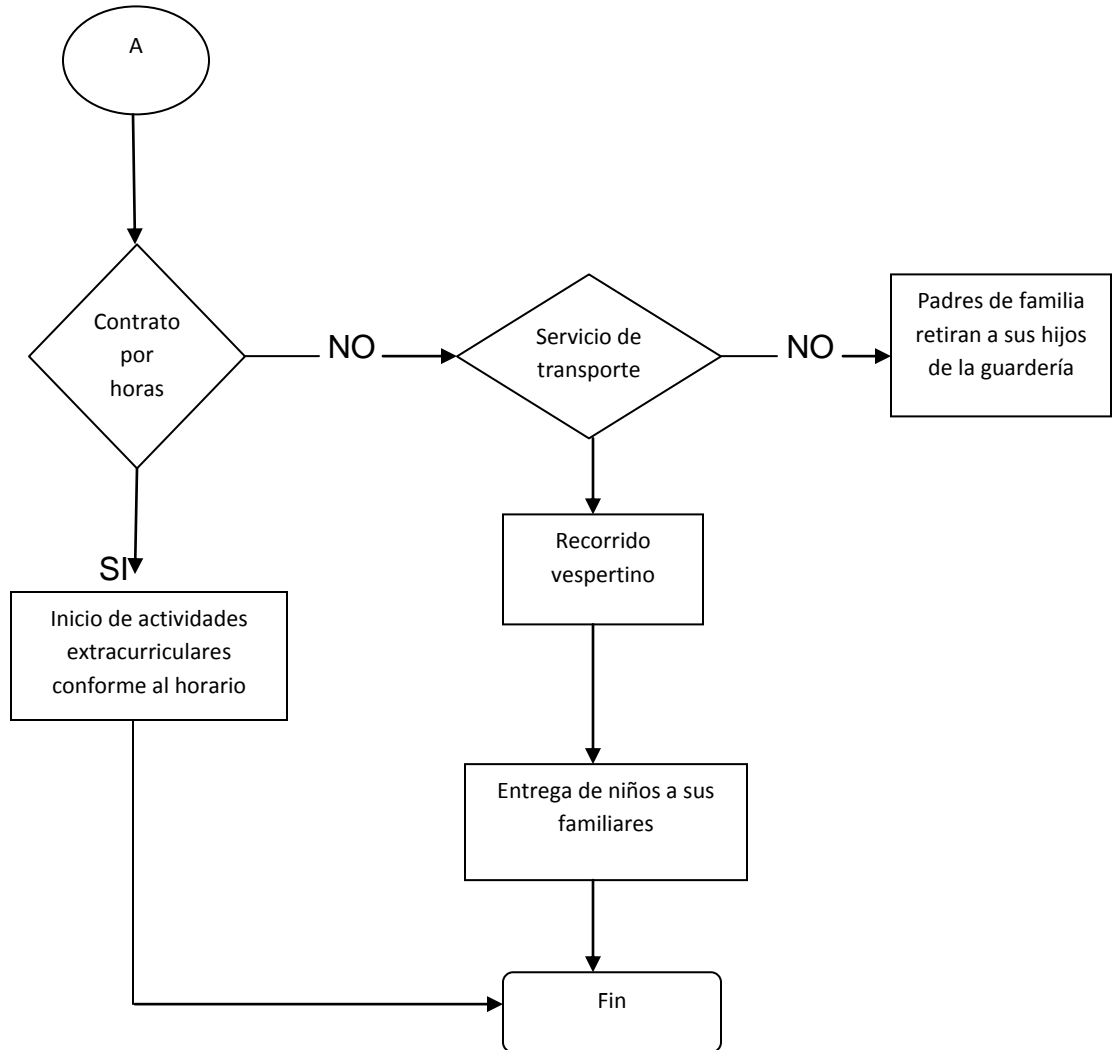 A
Contrato
por
horas
NO
Servicio de
transporte
NO
Padres de familia
retiran a sus hijos
de la guardería
SI
Inicio de actividades
extracurriculares
conforme al horario
Recorrido
vespertino
Entrega de niños a sus
familiares
Fin